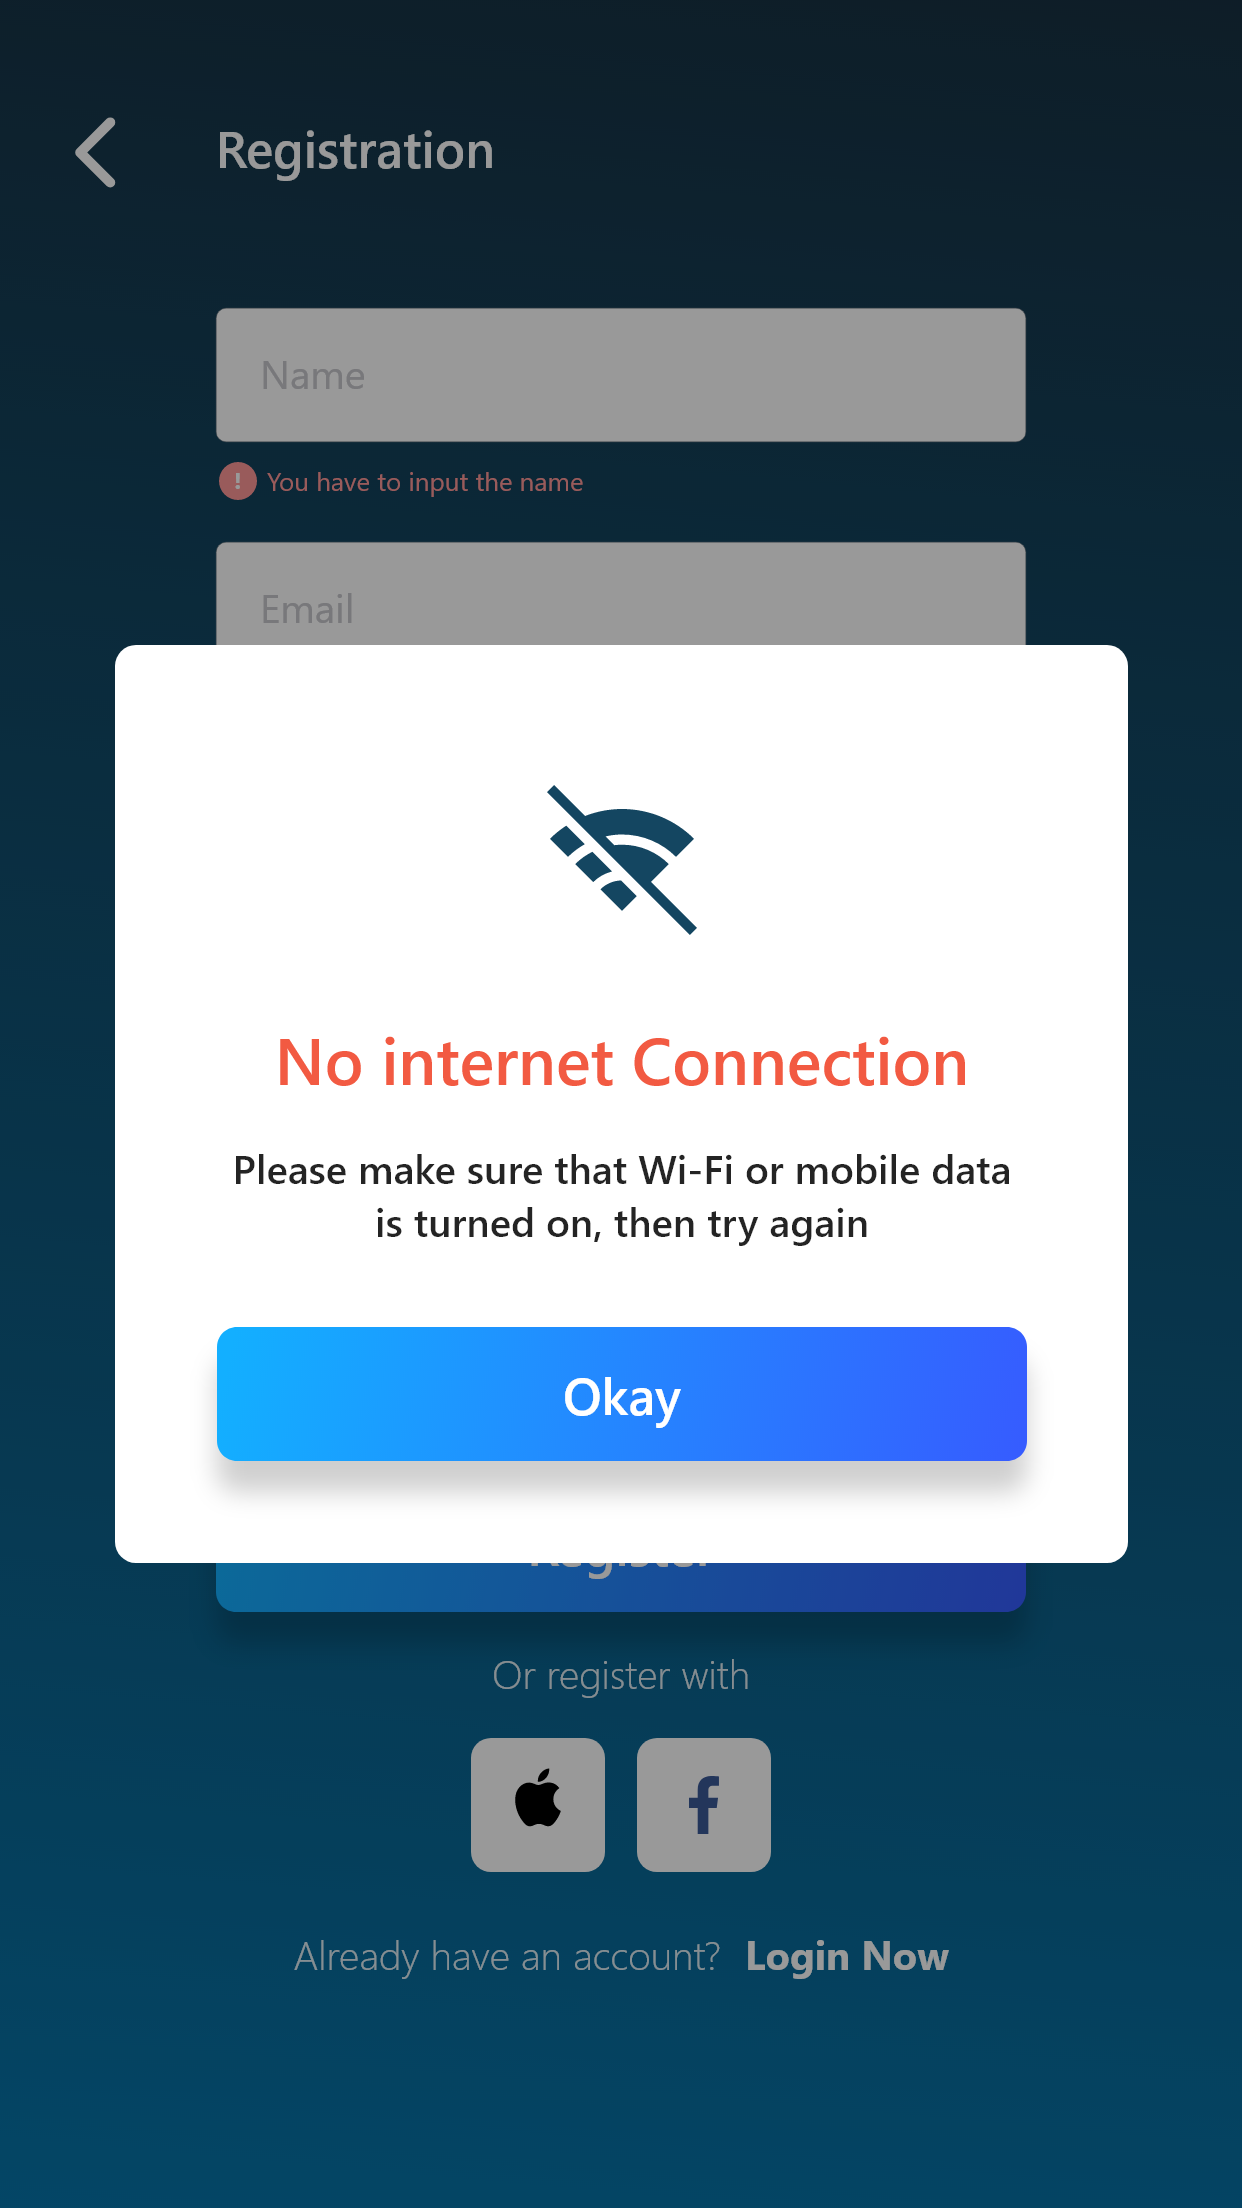 Registration
Name
! You have to input the name
Email
No internet Connection
Please make sure that Wi-Fi or mobile data
is turned on, then try again
Okay
Register
Or register with
Already have an account? Login Now